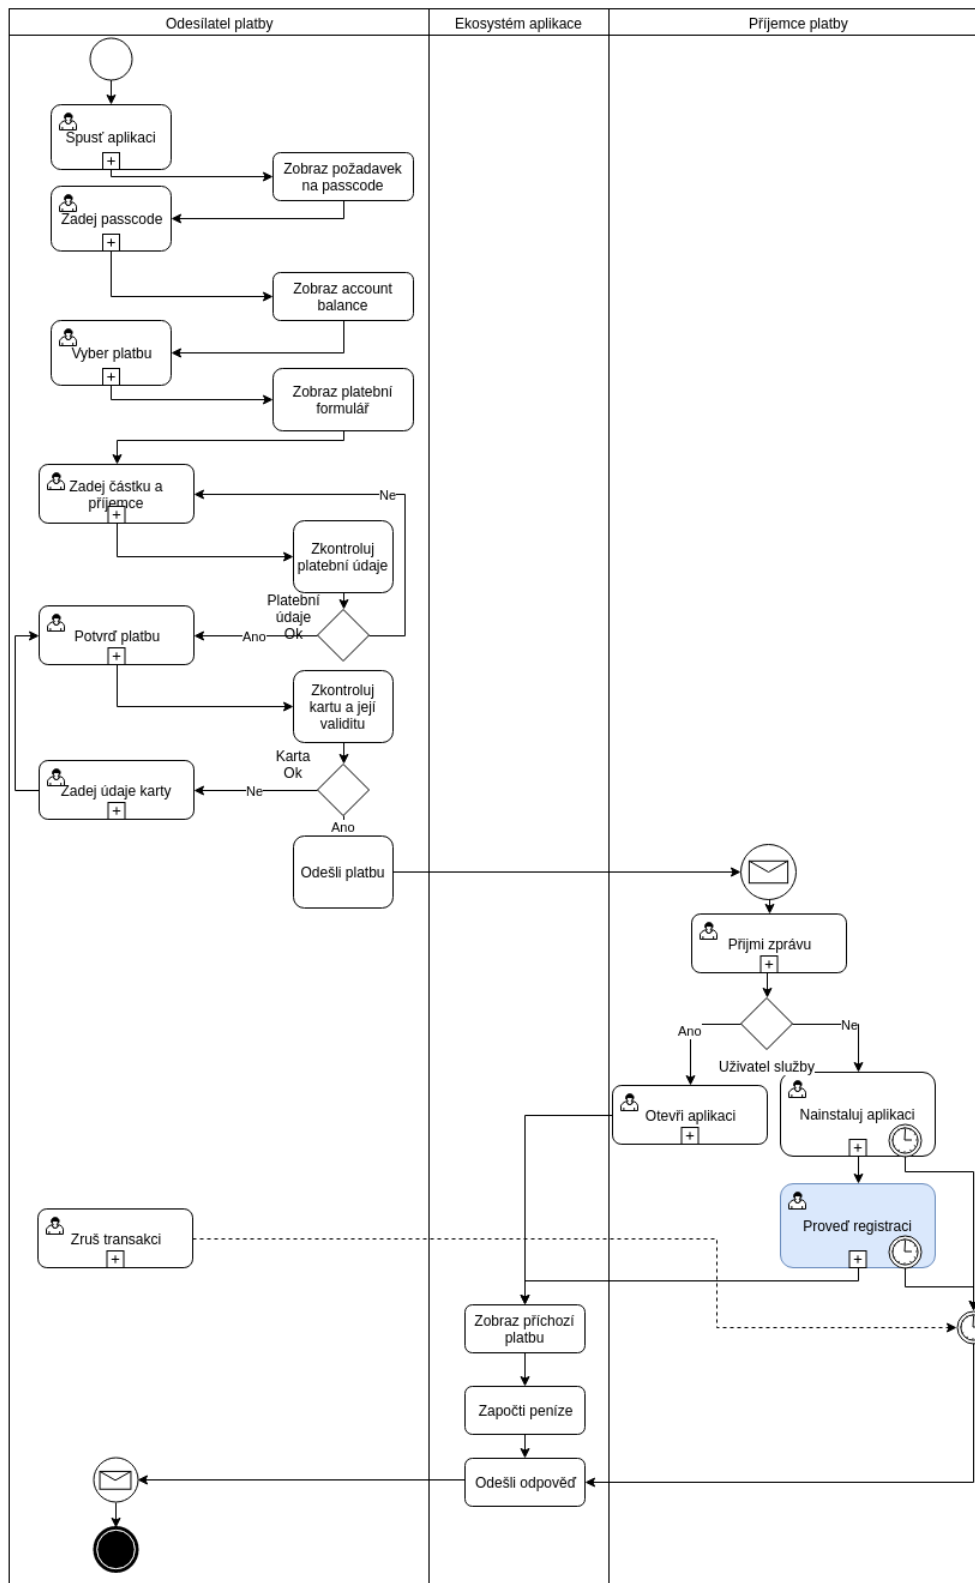 Odesílatel platby
Ekosystém aplikace
Příjemce platby
Spusť aplikaci
Zobraz požadavek
na passcode
Zadej passcode
Zobraz account
balance
Vyber platbu
Zobraz platební
formulář
Zadej částku a
příjemce
Ne
Zkontroluj
platební údaje
Platební
údaje
Ok
Ano
Potvrď platbu
Zkontroluj
kartu a její
validitu
Karta
Ok
Zadej údaje karty
Ne
Ano
Odešli platbu
Přijmi zprávu
Ano
Ne
Uživatel služby
Otevři aplikaci
Nainstaluj aplikaci
Zruš transakci
Proveď registraci
Zobraz příchozí
platbu
Započti peníze
Odešli odpověď